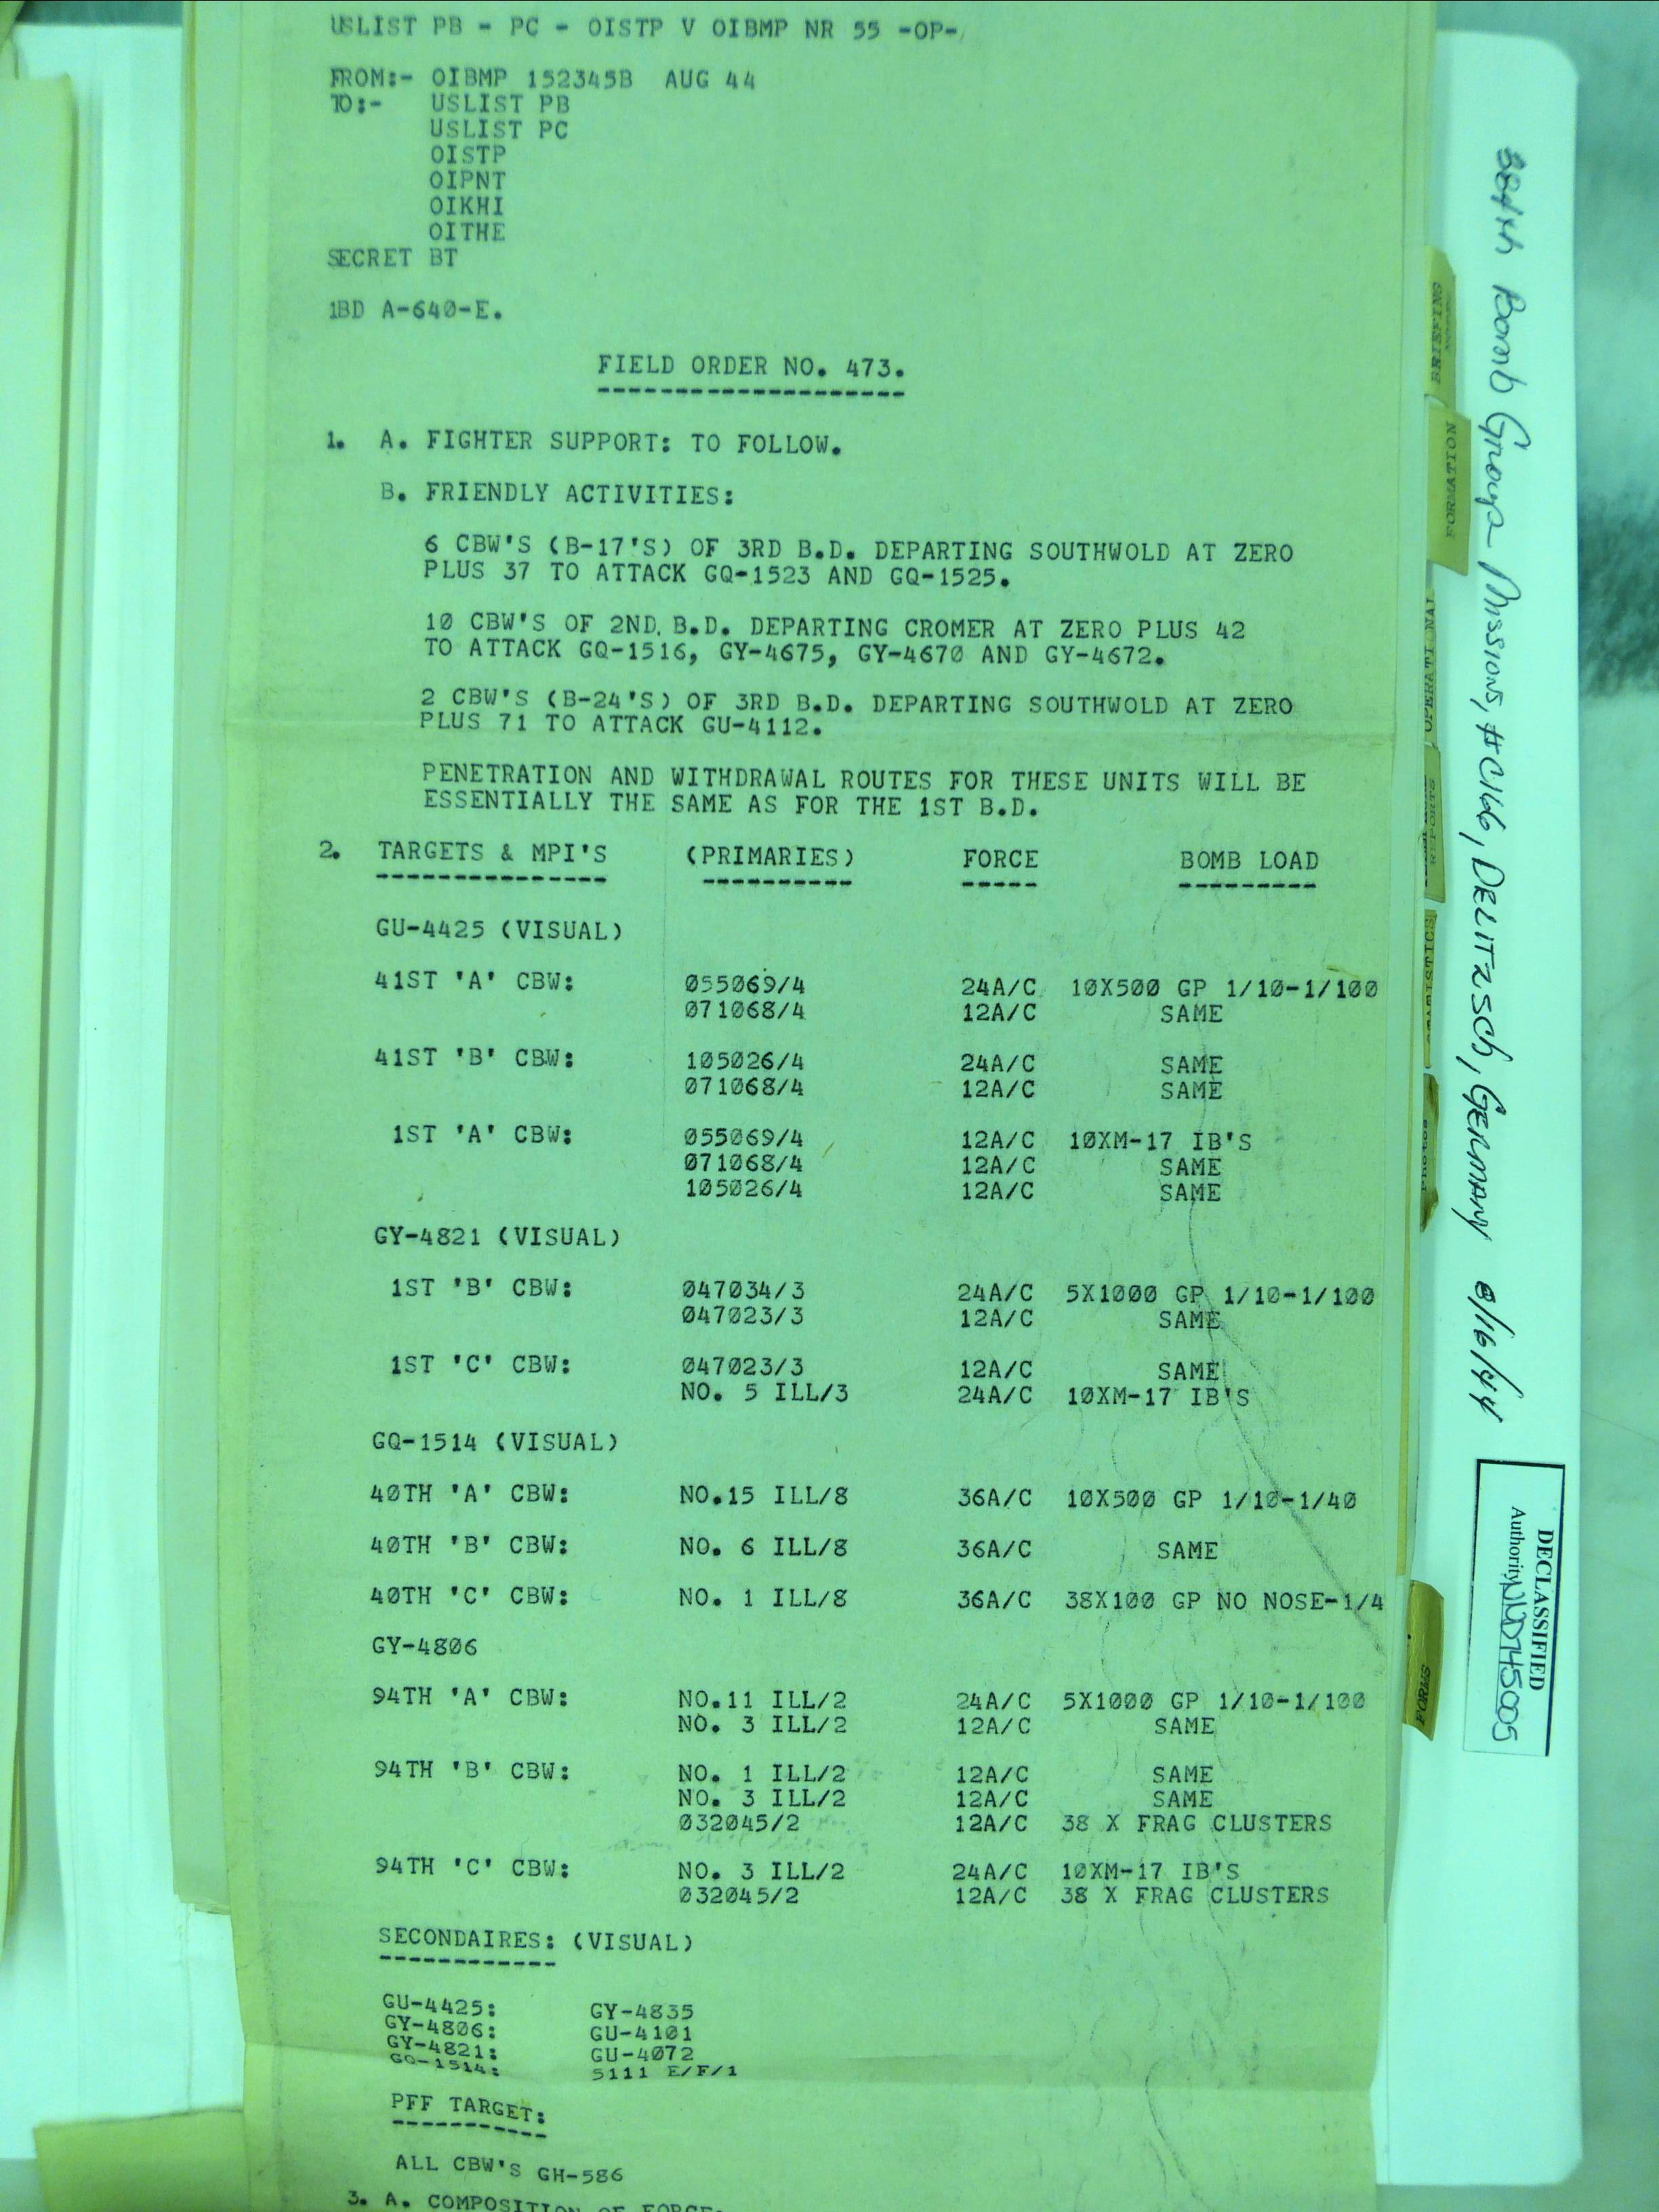 USLIST PB - PC - OISTP V OIBMP NR 55 -OP-
FROM:- OIBMP 152345B AUG 44
TO:- USLIST PB
USLIST PC
OISTP
OIPNT
OIKHI
OITHE
SECRET BT
1BD A-640-E.
FIELD ORDER NO. 473.
1. A. FIGHTER SUPPORT: TO FOLLOW.
B. FRIENDLY ACTIVITIES:
6 CBW'S (B-17'S) OF 3RD B.D. DEPARTING SOUTHWOLD AT ZERO
PLUS 37 TO ATTACK GQ-1523 AND GQ-1525.
10 CBW'S OF 2ND. B.D. DEPARTING CROMER AT ZERO PLUS 42
TO ATTACK GQ-1516, GY-4675, GY-4670 AND GY-4672.
2 CBW'S (B-24'S) OF 3RD B.D. DEPARTING SOUTHWOLD AT ZERO
PLUS 71 TO ATTACK GU-4112.
PENETRATION AND WITHDRAWAL ROUTES FOR THESE UNITS WILL BE
ESSENTIALLY THE SAME AS FOR THE 1ST B.D.
2. TARGETS & MPI'S (PRIMARIES) FORCE BOMB LOAD
GU-4425 (VISUAL)
41ST 'A' CBW: 055069/4 24A/C 10X500 GP 1/10-1/100
071068/4 12A/C SAME
41ST 'B' CBW: 105026/4 24A/C SAME
071068/4 12A/C SAME
1ST 'A' CBW: 055069/4 12A/C 10XM-17 IB'S
071068/4 12A/C SAME
105026/4 12A/C SAME
GY-4821 (VISUAL)
1ST 'B' CBW: 047034/3 24A/C 5X1000 GP 1/10-1/100
047023/3 12A/C SAME
1ST 'C' CBW: 047023/3 12A/C SAME
NO. 5 ILL/3 24A/C 10XM-17 IB'S
GQ-1514 (VISUAL)
40TH 'A' CBW: NO.15 ILL/8 36A/C 10X500 GP 1/10-1/40
40TH 'B' CBW: NO. 6 ILL/8 36A/C SAME
40TH 'C' CBW: NO. 1 ILL/8 36A/C 38X100 GP NO NOSE-1/4
GY-4806
94TH 'A' CBW: NO.11 ILL/2 24A/C 5X1000 GP 1/10-1/100
NO. 3 ILL/2 12A/C SAME
94TH 'B' CBW: NO. 1 ILL/2 12A/C SAME
NO. 3 ILL/2 12A/C SAME
032045/2 12A/C 38 X FRAG CLUSTERS
94TH 'C' CBW: NO. 3 ILL/2 24A/C 10XM-17 IB'S
032045/2 12A/C 38 X FRAG CLUSTERS
SECONDAIRES: (VISUAL)
GU-4425: GY-4835
GY-4806: GU-4101
GY-4821: GU-4072
GQ-1514: 5111 E/F/1
PFF TARGET:
ALL CBW'S GH-586
3. A. COMPOSITION OF FORCE:
384th Bomb Group Missions, #C166, DELITZSCH, GERMANY 8/16/44
DECLASSIFIED
Authority NND745005
BRIEFING
FORMATION
OPERATIONAL
REPORTS
STATISTICS
Photos
FORMS